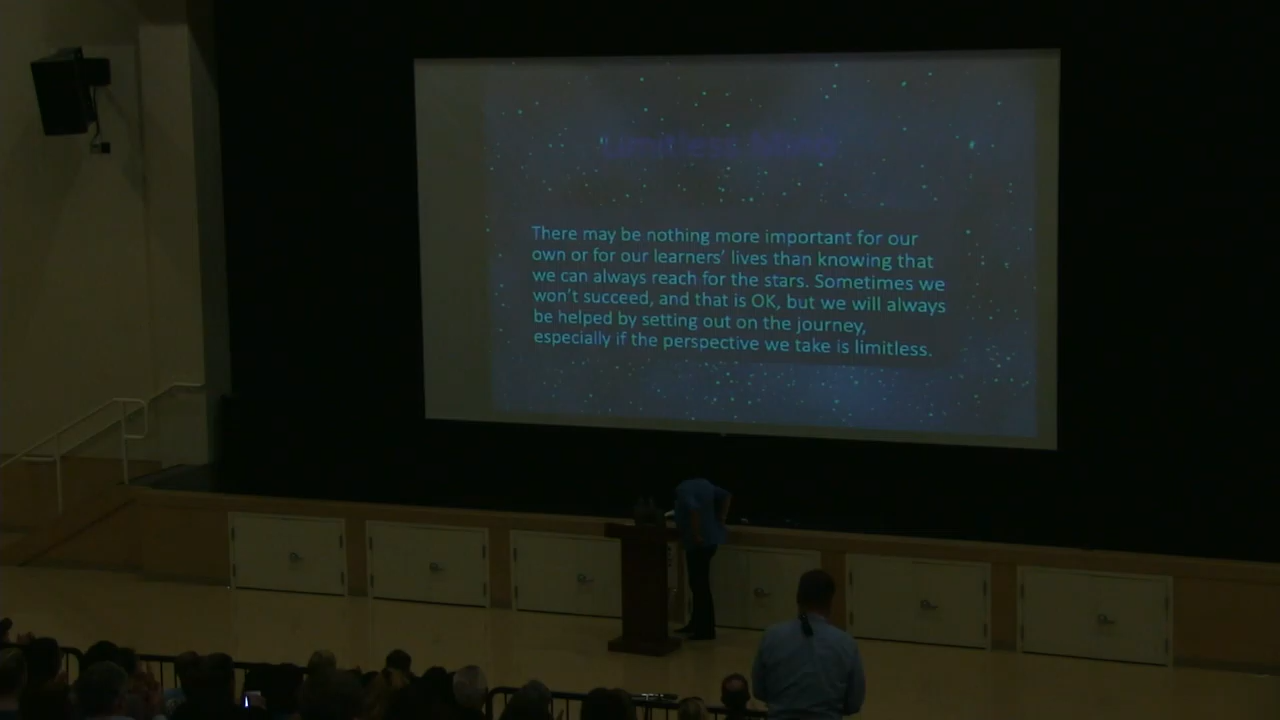 Limitless
There may be nothing more important for our
own or for our learners' lives than knowing that
we can always reach for the stars. Sometimes we
won't succeed, and that is OK, but we will always
be helped by setting out on the journey,
especially if the perspective we take is limitless.